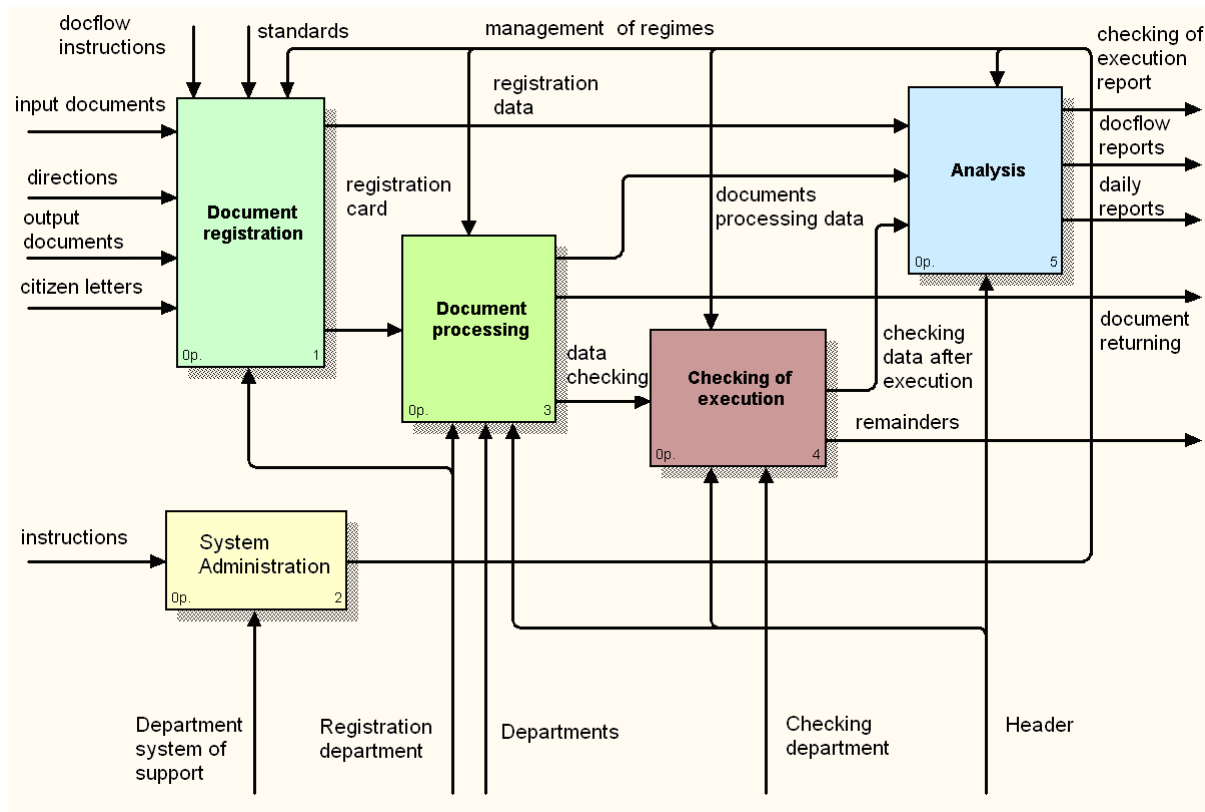 docflow
instructions
standards
management of regimes
checking of
execution
report
input documents
registration
data
docflow
reports
directions
registration
card
Analysis
daily
reports
output
documents
Document
registration
documents
processing data
0p. 5
citizen letters
Document
processing
document
returning
0p. 1
data
checking
checking
data after
execution
Checking of
execution
0p. 3
remainders
0p. 4
instructions
System
Administration
0p. 2
Department
system of
support
Registration
department
Departments
Checking
department
Header